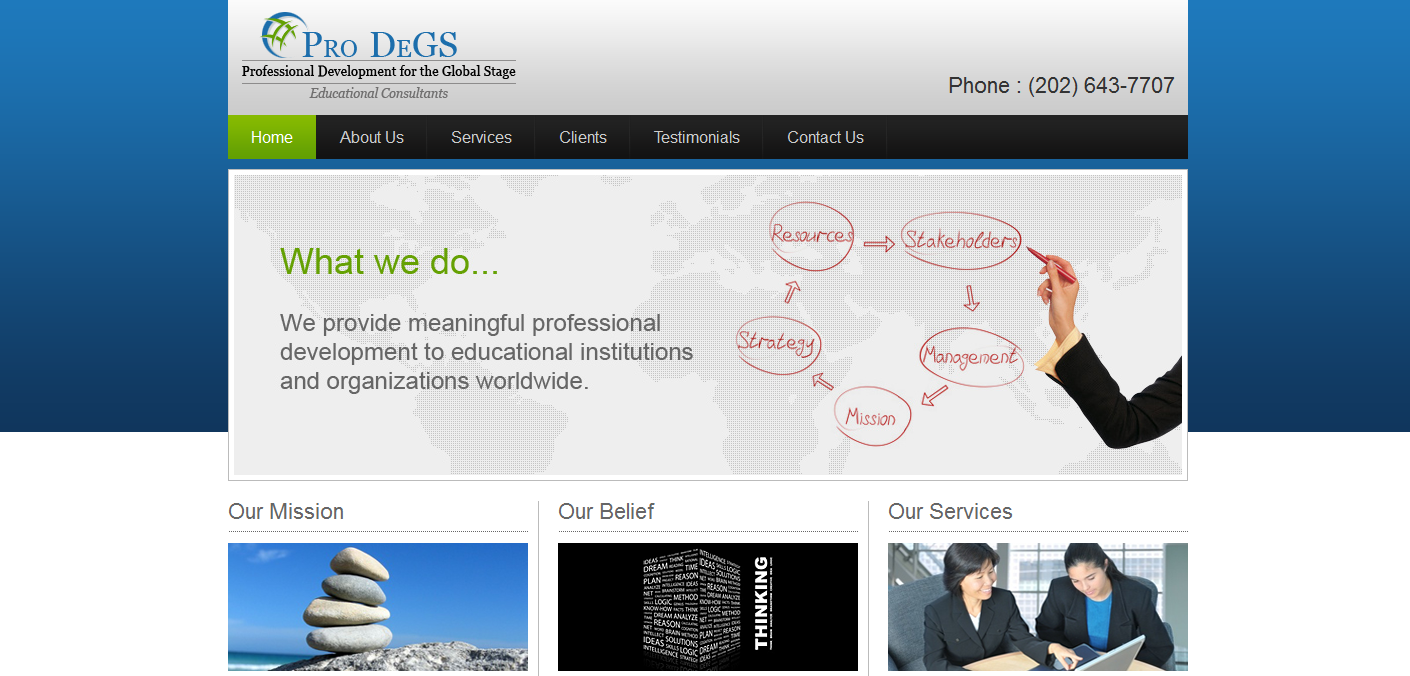 Pro DeGS
Professional Development for the Global Stage
Educational Consultants
Phone : (202) 643-7707
Home
About Us
Services
Clients
Testimonials
Contact Us
What we do...
We provide meaningful professional
development to educational institutions
and organizations worldwide.
Resources
Stakeholders
Strategy
Management
Mission
Our Mission
Our Belief
Our Services
THINKING